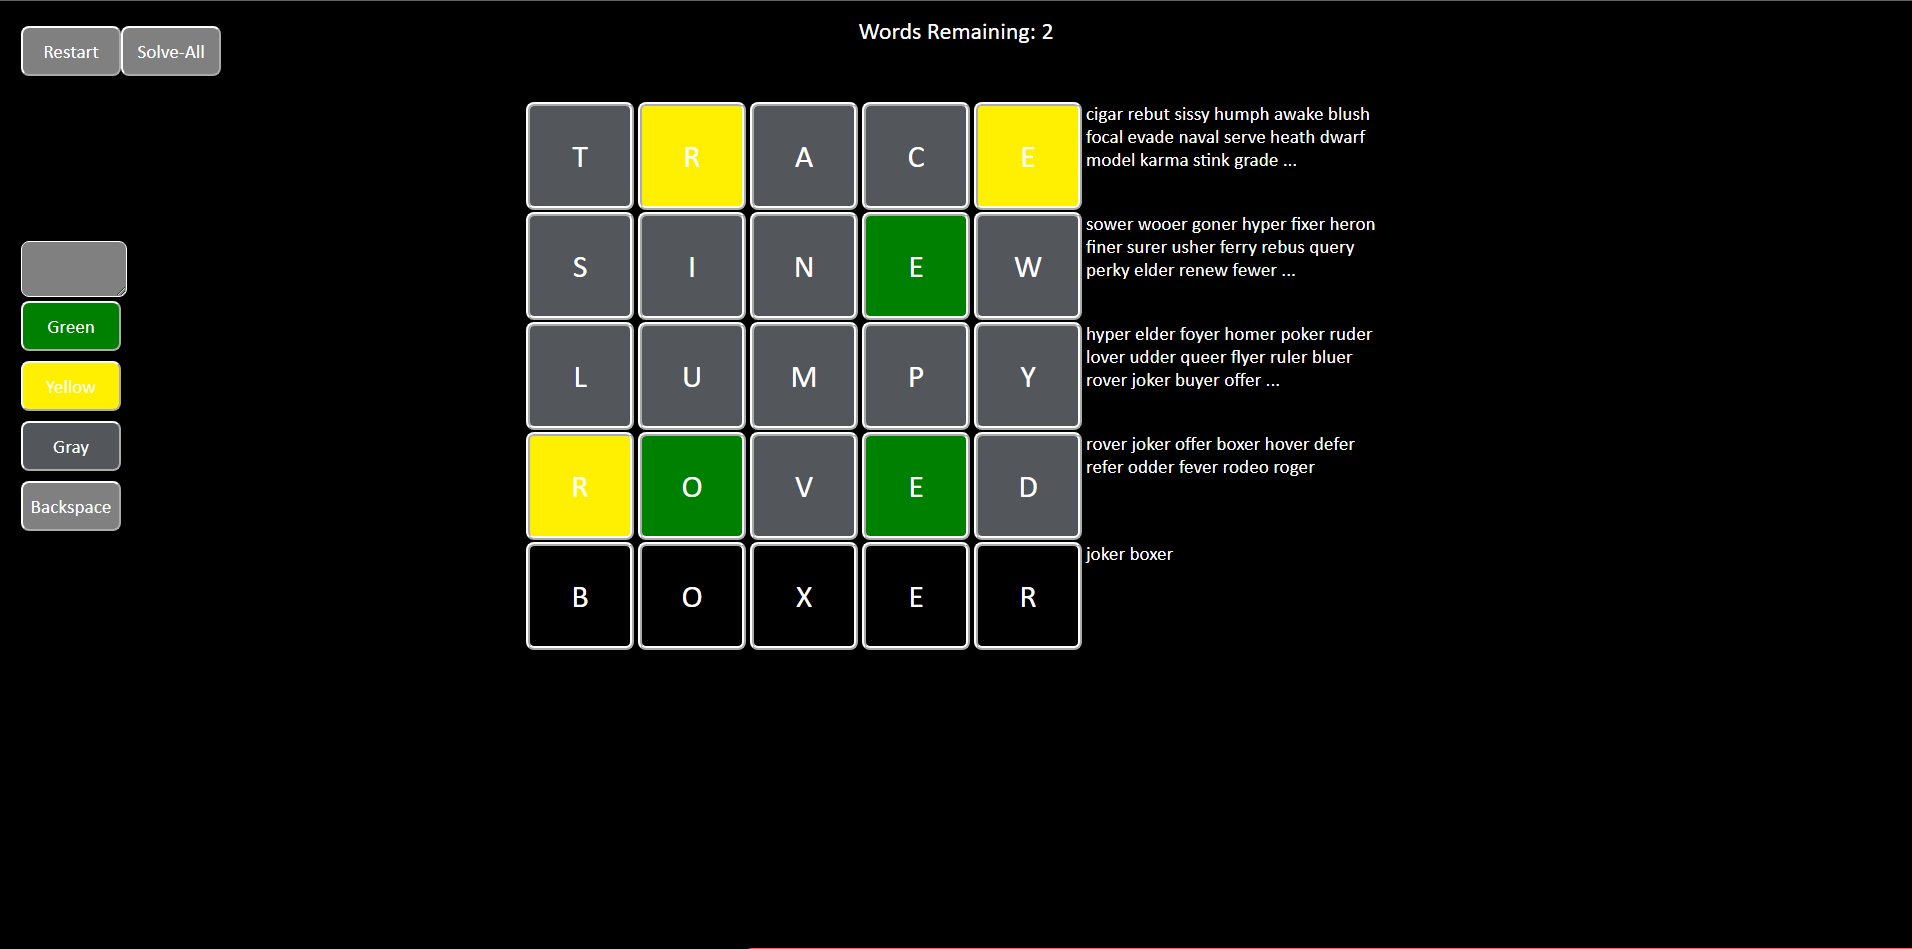 Words Remaining: 2
Restart
Solve-All
T R A C E
cigar rebut sissy humph awake blush
focal evade naval serve heath dwarf
model karma stink grade ...
S I N E W
sower wooer goner hyper fixer heron
finer surer usher ferry rebus query
perky elder renew fewer ...
Green
L U M P Y
hyper elder foyer homer poker ruder
lover udder queer flyer ruler bluer
rover joker buyer offer ...
Yellow
Gray
R O V E D
rover joker offer boxer hover defer
refer odder fever rodeo roger
Backspace
B O X E R
joker boxer